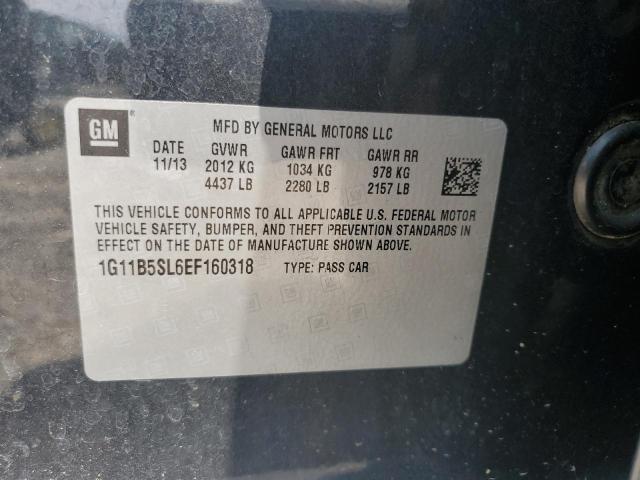 GM
MFD BY GENERAL MOTORS LLC
DATE GVWR GAWR FRT GAWR RR
11/13 2012 KG 1034 KG 978 KG
4437 LB 2280 LB 2157 LB
THIS VEHICLE CONFORMS TO ALL APPLICABLE U.S. FEDERAL MOTOR
VEHICLE SAFETY, BUMPER, AND THEFT PREVENTION STANDARDS IN
EFFECT ON THE DATE OF MANUFACTURE SHOWN ABOVE.
1G11B5SL6EF160318 TYPE: PASS CAR